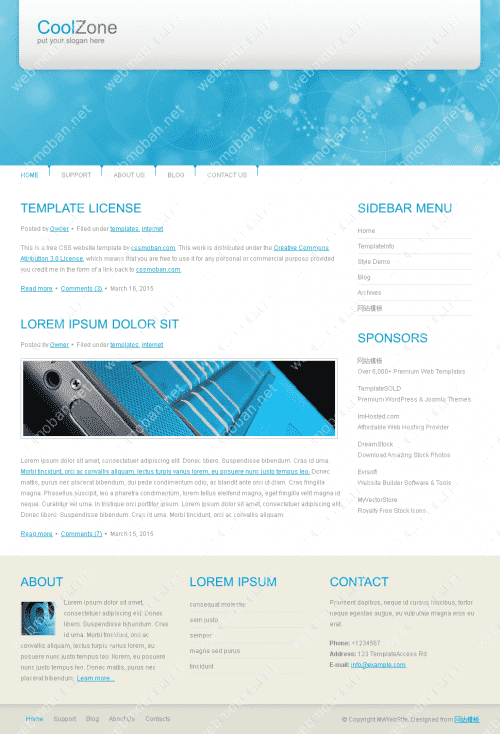 CoolZone
put your slogan here
HOME
SUPPORT
ABOUT US
BLOG
CONTACT US
TEMPLATE LICENSE
Posted by Owner • Filed under templates, internet
This is a free CSS website template by cssmoban.com. This work is distributed under the Creative Commons
Attribution 3.0 License, which means that you are free to use it for any personal or commercial purpose provided
you credit me in the form of a link back to cssmoban.com.
Read more • Comments (3) • March 16, 2015
LOREM IPSUM DOLOR SIT
Posted by Owner • Filed under templates, internet
Lorem ipsum dolor sit amet, consectetuer adipiscing elit. Donec libero. Suspendisse bibendum. Cras id urna.
Morbi tincidunt, orci ac convallis aliquam, lectus turpis varius lorem, eu posuere nunc justo tempus leo. Donec
mattis, purus nec placerat bibendum, dui pede condimentum odio, ac blandit ante orci ut diam. Cras fringilla
magna. Phasellus suscipit, leo a pharetra condimentum, lorem tellus eleifend magna, eget fringilla velit magna id
neque. Curabitur vel urna. In tristique orci porttitor ipsum. Lorem ipsum dolor sit amet, consectetuer adipiscing elit.
Donec libero. Suspendisse bibendum. Cras id urna. Morbi tincidunt, orci ac convallis aliquam.
Read more • Comments (7) • March 15, 2015
SIDEBAR MENU
Home
TemplateInfo
Style Demo
Blog
Archives
网站模板
SPONSORS
网站模板
Over 6,000+ Premium Web Templates
TemplateSOLD
Premium WordPress & Joomla Themes
ImHosted.com
Affordable Web Hosting Provider
DreamStock
Download Amazing Stock Photos
Evrsoft
Website Builder Software & Tools
MyVectorStore
Royalty Free Stock Icons
ABOUT
Lorem ipsum dolor sit amet,
consectetuer adipiscing elit. Donec
libero. Suspendisse bibendum. Cras
id urna. Morbi tincidunt, orci ac
convallis aliquam, lectus turpis varius lorem, eu
posuere nunc justo tempus leo. Donec mattis, purus nec
placerat bibendum. Learn more...
LOREM IPSUM
consequat molestie
sem justo
semper
magna sed purus
tincidunt
CONTACT
Praesent dapibus, neque id cursus faucibus, tortor
neque egestas augue, eu vulputate magna eros eu
erat.
Phone: +1234567
Address: 123 TemplateAccess Rd
E-mail: info@example.com
Home
Support
Blog
About Us
Contacts
© Copyright MyWebSite, Designed from 网站模板
webmoban.net